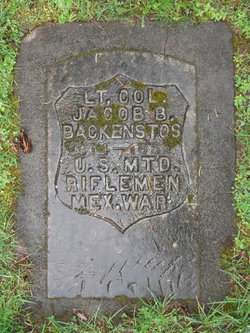 LT. COL.
JACOB B.
BACKENSTOS
U.S. MTD.
RIFLEMEN
MEX. WAR